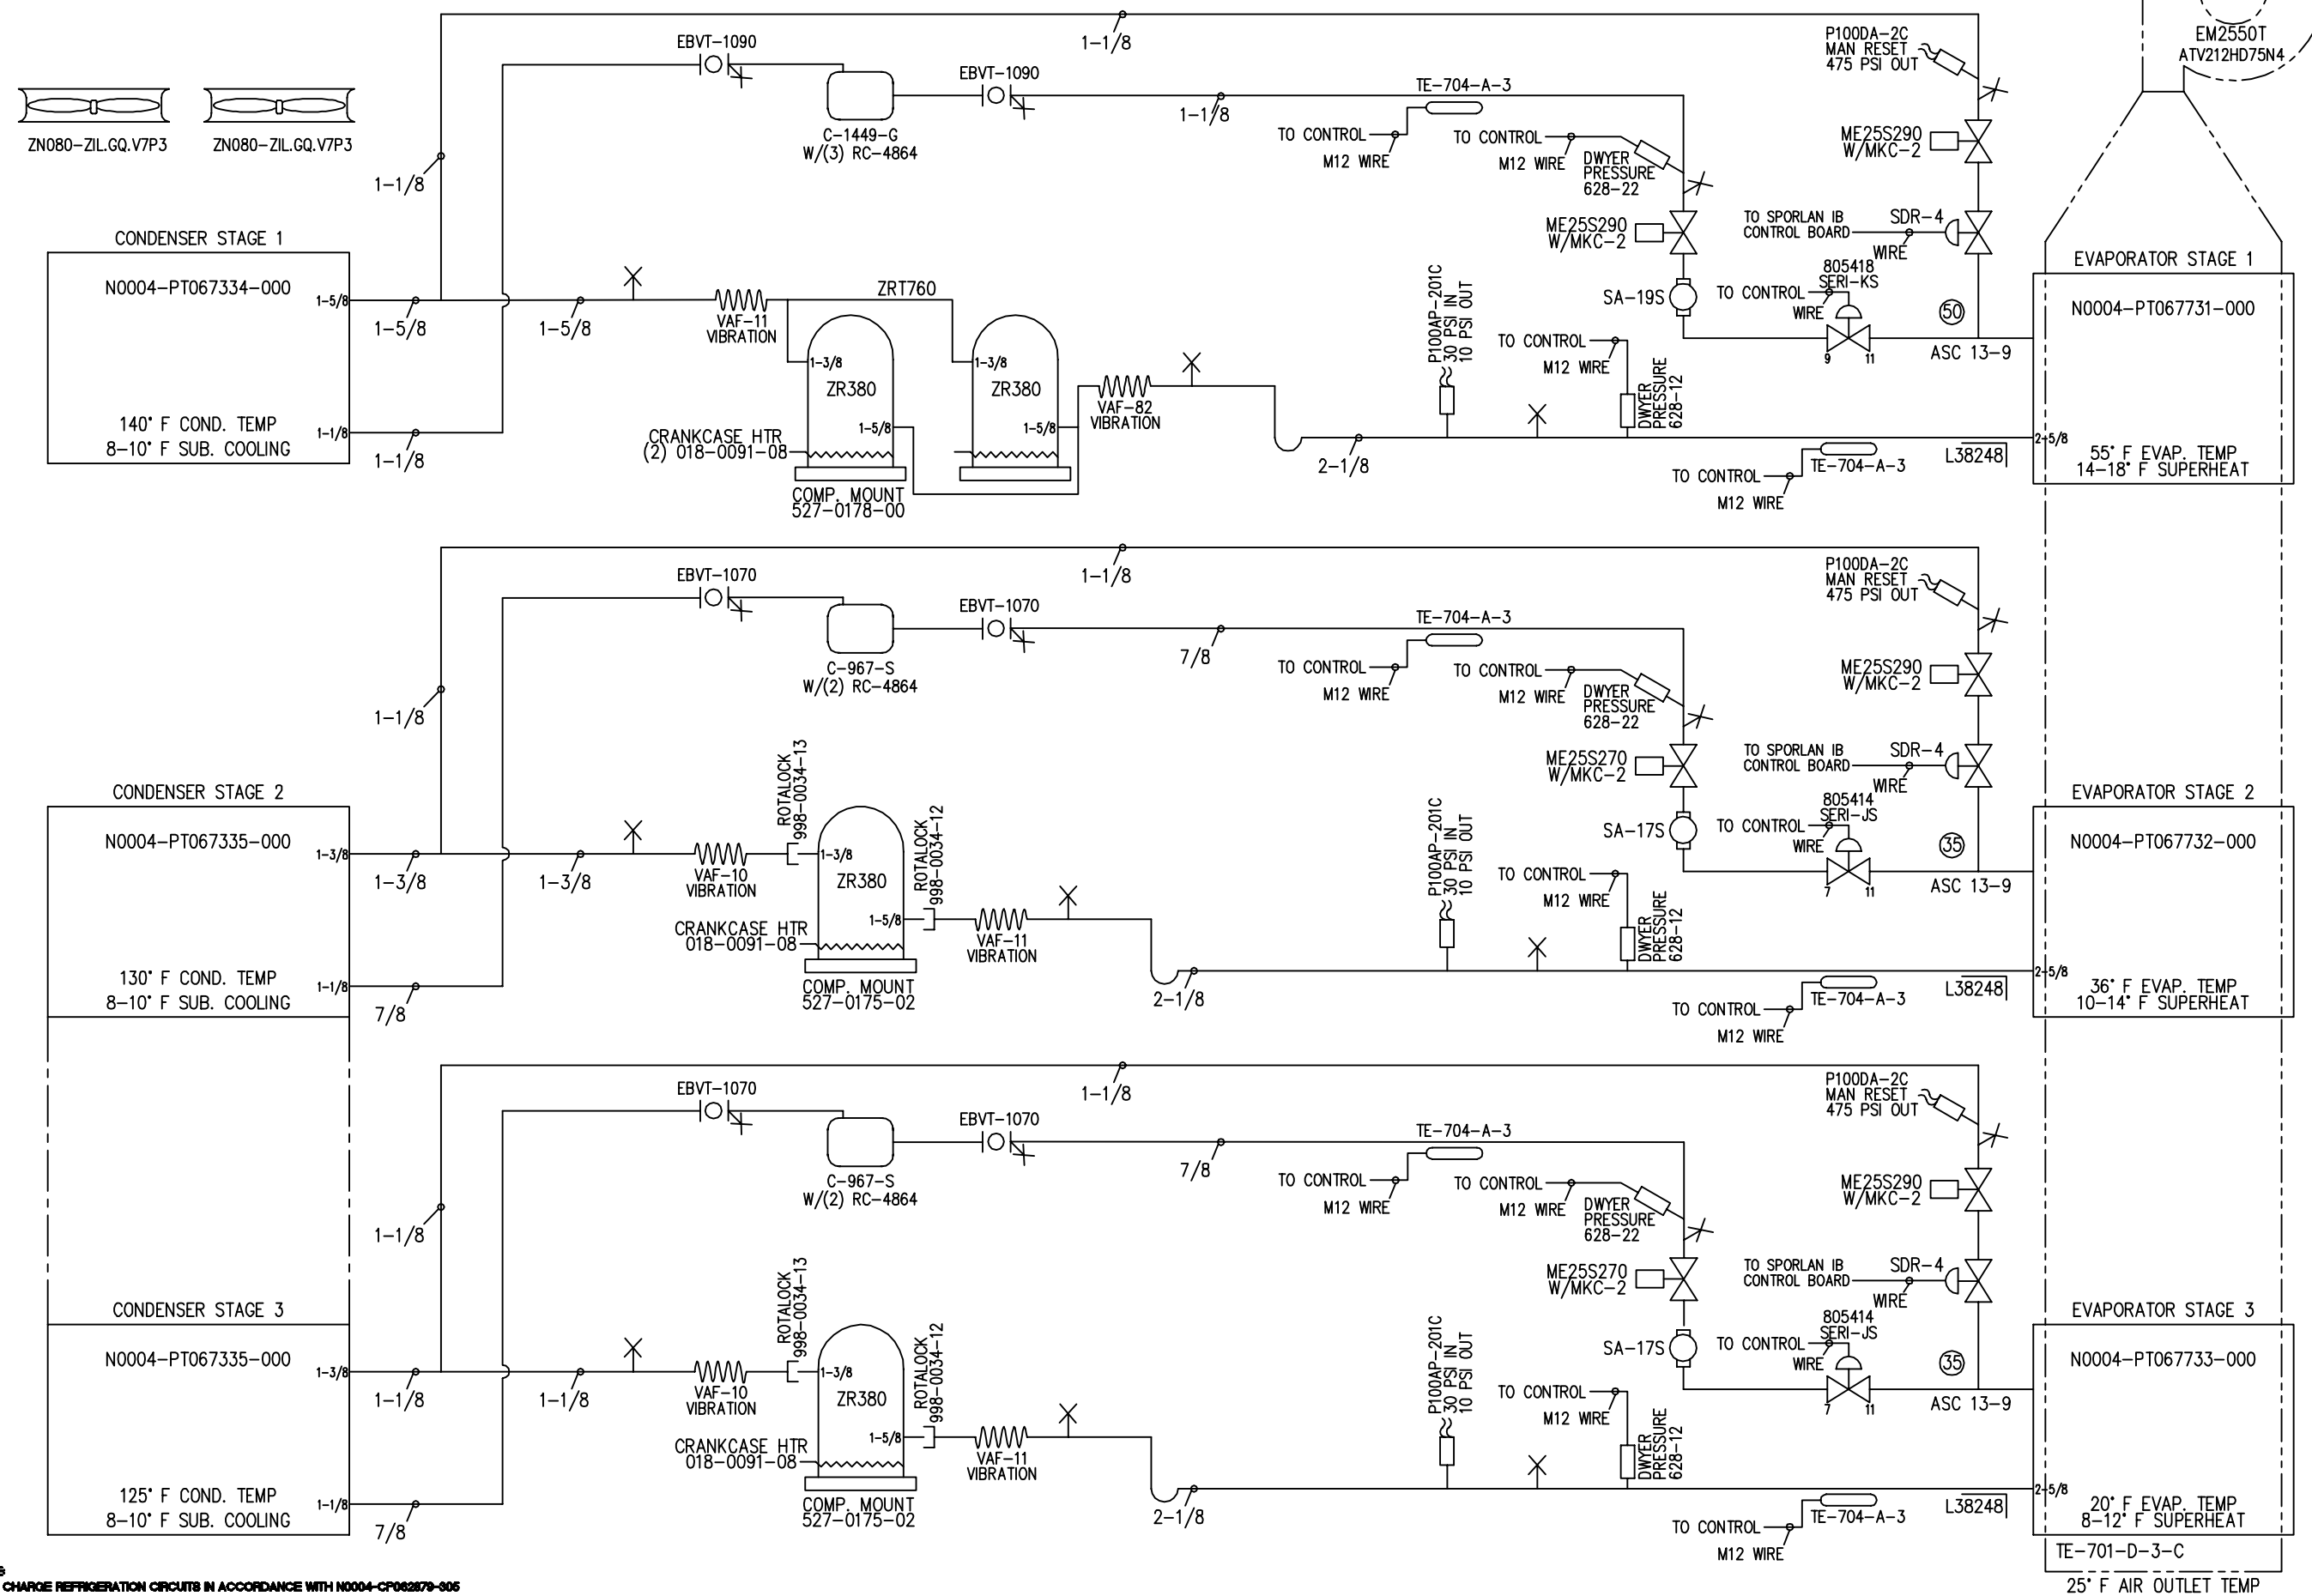 EM2550T
ATV212HD75N4
ZN080-ZIL.GQ.V7P3
ZN080-ZIL.GQ.V7P3
1-1/8
EBVT-1090
C-1449-G
W/(3) RC-4864
EBVT-1090
1-1/8
1-1/8
TE-704-A-3
TO CONTROL
M12 WIRE
TO CONTROL
M12 WIRE
DWYER
PRESSURE
628-22
P100DA-2C
MAN RESET
475 PSI OUT
ME25S290
W/MKC-2
ME25S290
W/MKC-2
TO SPORLAN IB
CONTROL BOARD
SDR-4
WIRE
CONDENSER STAGE 1
N0004-PT067334-000
1-5/8
140° F COND. TEMP
8-10° F SUB. COOLING
1-1/8
1-5/8
1-1/8
1-5/8
VAF-11
VIBRATION
ZRT760
1-3/8
ZR380
1-5/8
1-3/8
ZR380
1-5/8
CRANKCASE HTR
(2) 018-0091-08
COMP. MOUNT
527-0178-00
VAF-82
VIBRATION
2-1/8
P100AP-201C
30 PSI IN
10 PSI OUT
TO CONTROL
M12 WIRE
DWYER
PRESSURE
628-12
SA-19S
TO CONTROL
WIRE
805418
SERI-KS
9
11
50
ASC 13-9
TO CONTROL
M12 WIRE
TE-704-A-3
L38248
EVAPORATOR STAGE 1
N0004-PT067731-000
2-5/8
55° F EVAP. TEMP
14-18° F SUPERHEAT
1-1/8
EBVT-1070
C-967-S
W/(2) RC-4864
EBVT-1070
7/8
1-1/8
TE-704-A-3
TO CONTROL
M12 WIRE
TO CONTROL
M12 WIRE
DWYER
PRESSURE
628-22
P100DA-2C
MAN RESET
475 PSI OUT
ME25S290
W/MKC-2
ME25S270
W/MKC-2
TO SPORLAN IB
CONTROL BOARD
SDR-4
WIRE
CONDENSER STAGE 2
N0004-PT067335-000
1-3/8
130° F COND. TEMP
8-10° F SUB. COOLING
1-1/8
1-3/8
7/8
1-3/8
VAF-10
VIBRATION
ROTALOCK
998-0034-13
1-3/8
ZR380
1-5/8
ROTALOCK
998-0034-12
CRANKCASE HTR
018-0091-08
COMP. MOUNT
527-0175-02
VAF-11
VIBRATION
2-1/8
P100AP-201C
30 PSI IN
10 PSI OUT
TO CONTROL
M12 WIRE
DWYER
PRESSURE
628-12
SA-17S
TO CONTROL
WIRE
805414
SERI-JS
7
11
35
ASC 13-9
TO CONTROL
M12 WIRE
TE-704-A-3
L38248
EVAPORATOR STAGE 2
N0004-PT067732-000
2-5/8
36° F EVAP. TEMP
10-14° F SUPERHEAT
1-1/8
EBVT-1070
C-967-S
W/(2) RC-4864
EBVT-1070
7/8
1-1/8
TE-704-A-3
TO CONTROL
M12 WIRE
TO CONTROL
M12 WIRE
DWYER
PRESSURE
628-22
P100DA-2C
MAN RESET
475 PSI OUT
ME25S290
W/MKC-2
ME25S270
W/MKC-2
TO SPORLAN IB
CONTROL BOARD
SDR-4
WIRE
CONDENSER STAGE 3
N0004-PT067335-000
1-3/8
125° F COND. TEMP
8-10° F SUB. COOLING
1-1/8
1-1/8
7/8
1-1/8
VAF-10
VIBRATION
ROTALOCK
998-0034-13
1-3/8
ZR380
1-5/8
ROTALOCK
998-0034-12
CRANKCASE HTR
018-0091-08
COMP. MOUNT
527-0175-02
VAF-11
VIBRATION
2-1/8
P100AP-201C
30 PSI IN
10 PSI OUT
TO CONTROL
M12 WIRE
DWYER
PRESSURE
628-12
SA-17S
TO CONTROL
WIRE
805414
SERI-JS
7
11
35
ASC 13-9
TO CONTROL
M12 WIRE
TE-704-A-3
L38248
EVAPORATOR STAGE 3
N0004-PT067733-000
2-5/8
20° F EVAP. TEMP
8-12° F SUPERHEAT
TE-701-D-3-C
25° F AIR OUTLET TEMP
CHARGE REFRIGERATION CIRCUITS IN ACCORDANCE WITH N0004-CP062879-305